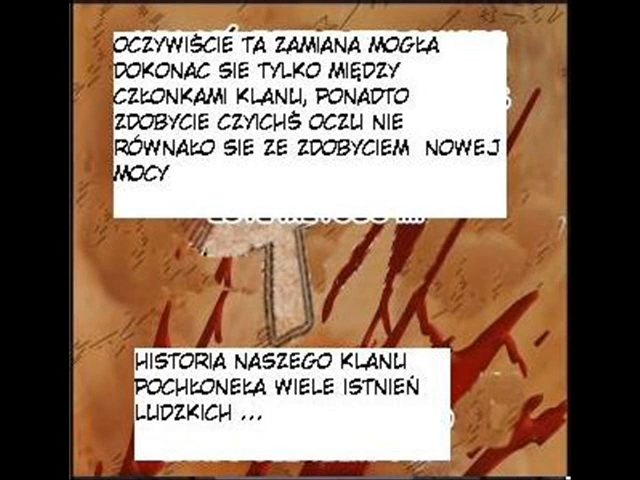 OCZYWIŚCIĘ TA ZAMIANA MOGŁA
DOKONAC SIE TYLKO MIĘDZY
CZŁONKAMI KLANU, PONADTO
ZDOBYCIE CZYICHŚ OCZU NIE
RÓWNAŁO SIE ZE ZDOBYCIEM NOWEJ
MOCY
HISTORIA NASZEGO KLANU
POCHŁONEŁA WIELE ISTNIEŃ
LUDZKICH ...